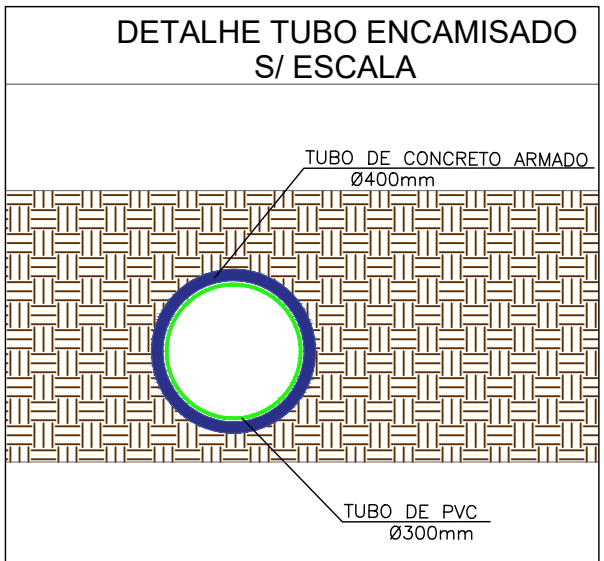 DETALHE TUBO ENCAMISADO
S/ ESCALA
TUBO DE CONCRETO ARMADO
Ø400mm
TUBO DE PVC
Ø300mm